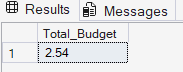 Results Messages
Total_Budget
1 2.54